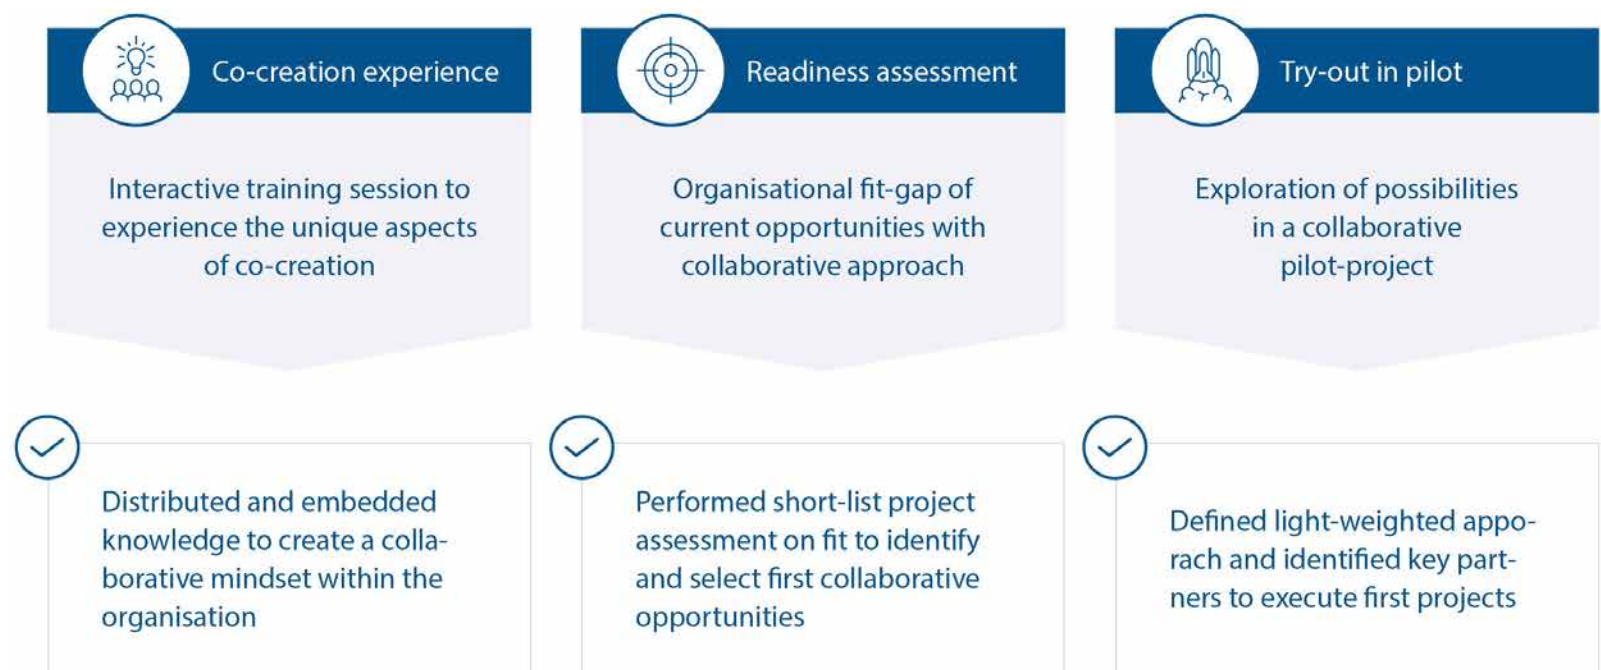 Co-creation experience
Interactive training session to
experience the unique aspects
of co-creation
Readiness assessment
Organisational fit-gap of
current opportunities with
collaborative approach
Try-out in pilot
Exploration of possibilities
in a collaborative
pilot-project
Distributed and embedded
knowledge to create a colla-
borative mindset within the
organisation
Performed short-list project
assessment on fit to identify
and select first collaborative
opportunities
Defined light-weighted appo-
rach and identified key part-
ners to execute first projects